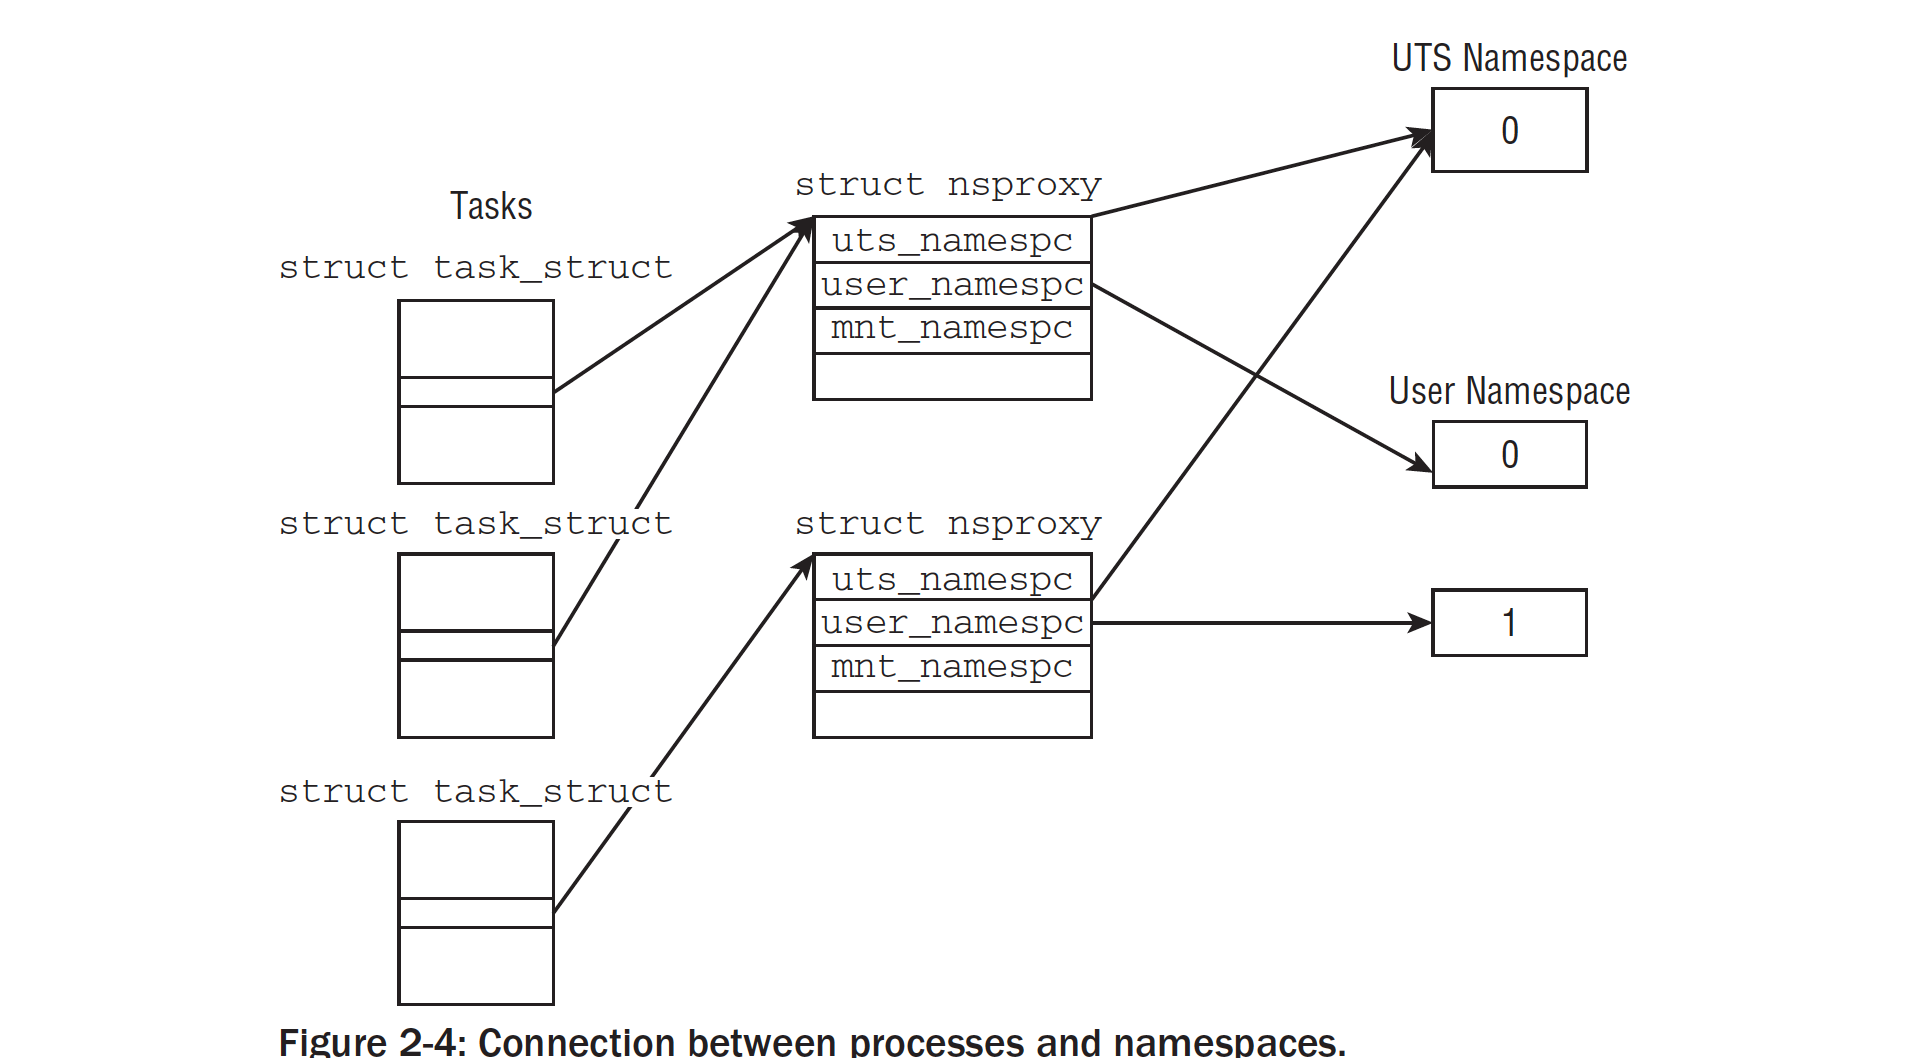 UTS Namespace
0
struct nsproxy
Tasks
uts_namespc
struct task_struct
user_namespc
mnt_namespc
User Namespace
0
struct task_struct
struct nsproxy
uts_namespc
user_namespc
1
mnt_namespc
struct task_struct
Figure 2-4: Connection between processes and namespaces.